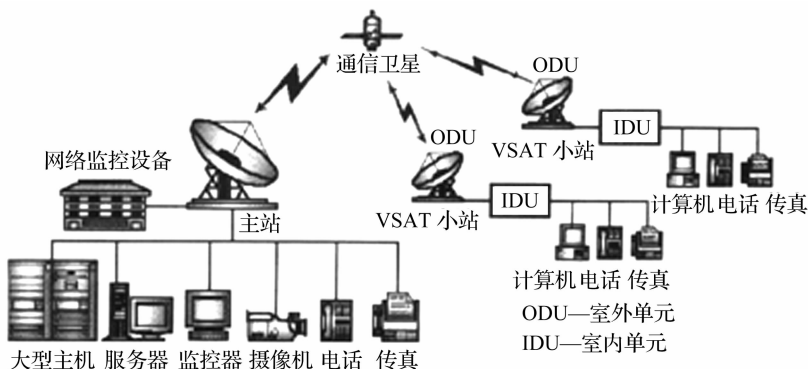 通信卫星
ODU
VSAT 小站
IDU
计算机 电话 传真
ODU
VSAT 小站
IDU
计算机 电话 传真
网络监控设备
主站
大型主机 服务器 监控器 摄像机 电话 传真
ODU—室外单元
IDU—室内单元